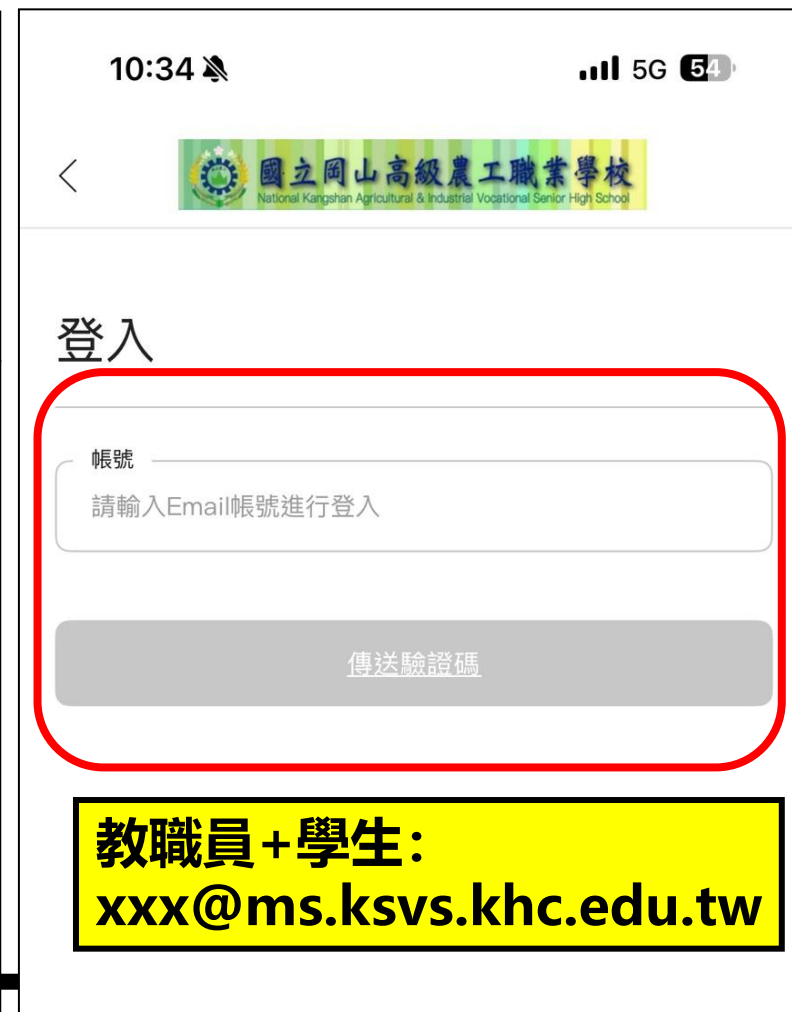 10:34
5G 54
國立岡山高級農工職業學校
National Kangshan Agricultural & Industrial Vocational Senior High School
登入
帳號
請輸入Email帳號進行登入
傳送驗證碼
教職員+學生:
xxx@ms.ksvs.khc.edu.tw